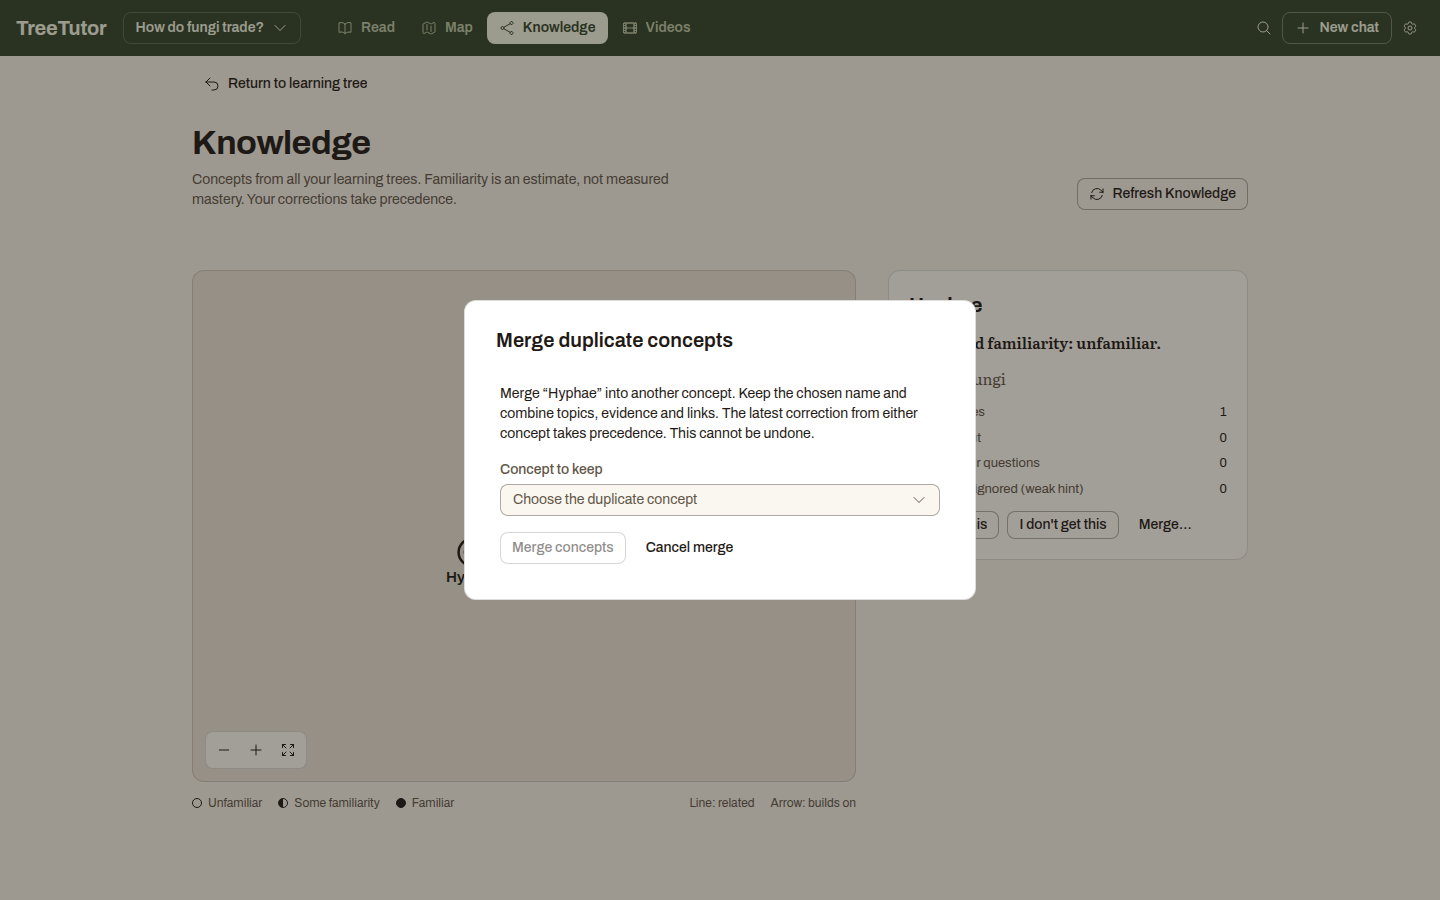 TreeTutor
How do fungi trade?
Read
Map
Knowledge
Videos
New chat
Return to learning tree
Knowledge
Concepts from all your learning trees. Familiarity is an estimate, not measured
mastery. Your corrections take precedence.
Refresh Knowledge
Merge duplicate concepts
Merge “Hyphae” into another concept. Keep the chosen name and
combine topics, evidence and links. The latest correction from either
concept takes precedence. This cannot be undone.
Concept to keep
Choose the duplicate concept
Merge concepts
Cancel merge
familiarity: unfamiliar.
1
0
questions
0
ignored (weak hint)
0
I don't get this
Merge...
Unfamiliar
Some familiarity
Familiar
Line: related
Arrow: builds on